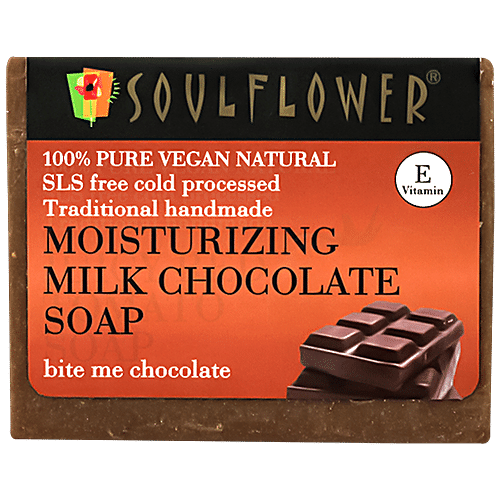 SOULFLOWER®
100% PURE VEGAN NATURAL
SLS free cold processed
Traditional handmade
E
Vitamin
MOISTURIZING
MILK CHOCOLATE
SOAP
bite me chocolate